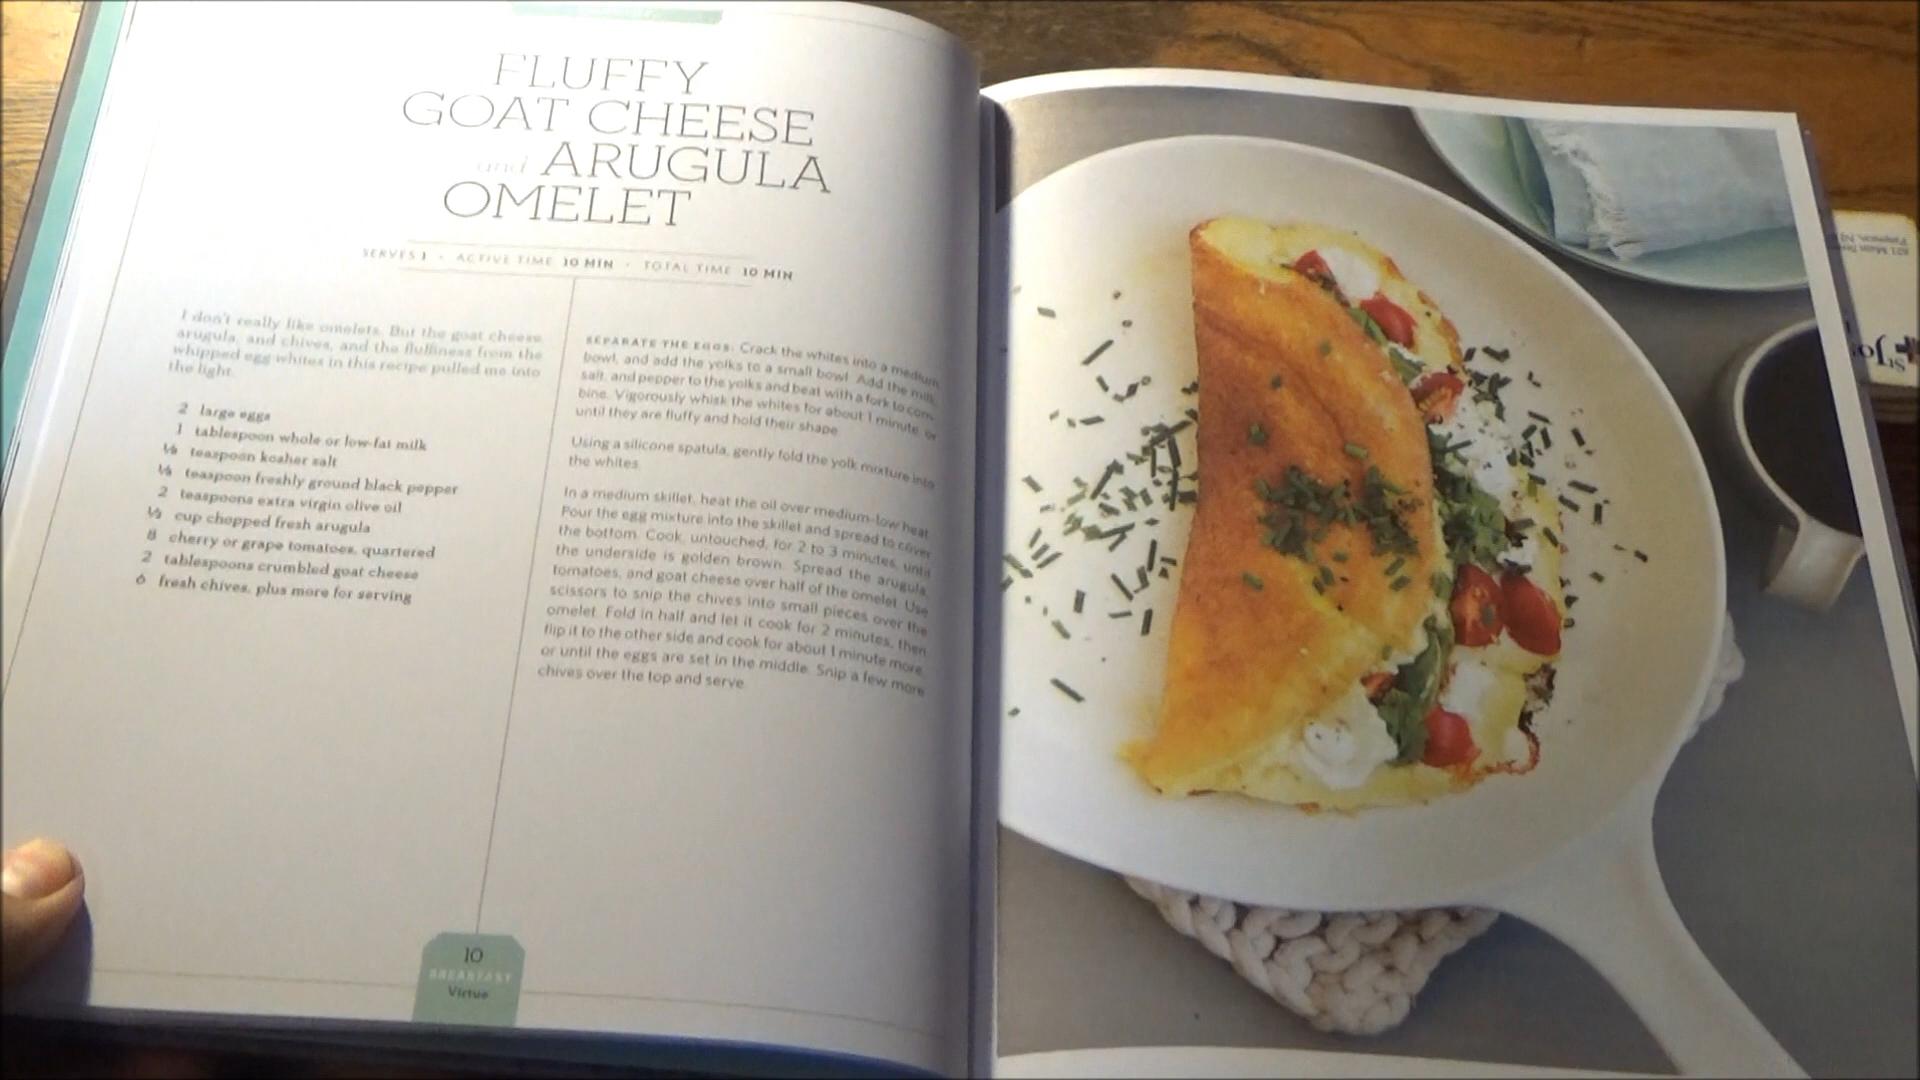 FLUFFY
GOAT CHEESE
and ARUGULA
OMELET
SERVES 1 · ACTIVE TIME 10 MIN · TOTAL TIME 10 MIN
I don't really like omelets. But the goat cheese,
arugula, and chives, and the fluffiness from the
whipped egg whites in this recipe pulled me into
the light.
2 large eggs
1 tablespoon whole or low-fat milk
teaspoon kosher salt
teaspoon freshly ground black pepper
2 teaspoons extra virgin olive oil
cup chopped fresh arugula
8 cherry or grape tomatoes, quartered
2 tablespoons crumbled goat cheese
6 fresh chives, plus more for serving
SEPARATE THE EGGS: Crack the whites into a medium
bowl, and add the yolks to a small bowl. Add the milk,
salt, and pepper to the yolks and beat with a fork to com-
bine. Vigorously whisk the whites for about 1 minute, or
until they are fluffy and hold their shape.
Using a silicone spatula, gently fold the yolk mixture into
the whites.
In a medium skillet, heat the oil over medium-low heat.
Pour the egg mixture into the skillet and spread to cover
the bottom. Cook, untouched, for 2 to 3 minutes, until
the underside is golden brown. Spread the arugula,
tomatoes, and goat cheese over half of the omelet. Use
scissors to snip the chives into small pieces over the
omelet. Fold in half and let it cook for 2 minutes, then
flip it to the other side and cook for about 1 minute more,
or until the eggs are set in the middle. Snip a few more
chives over the top and serve.
10
BREAKFAST
Virtue